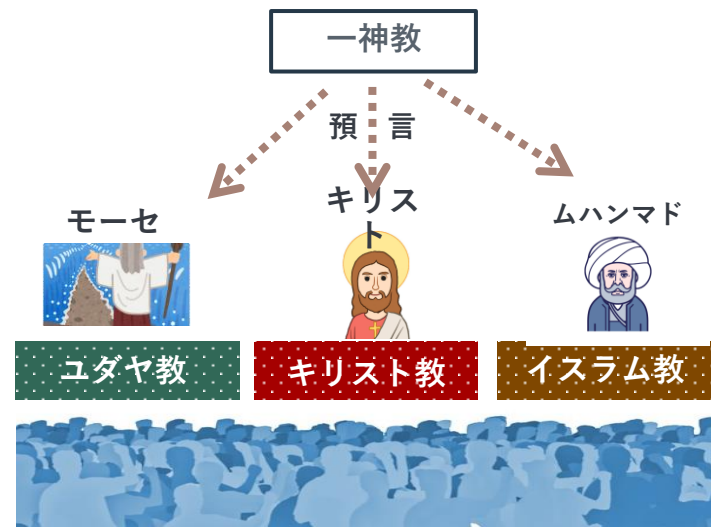 一神教
預言
モーセ
キリス
ト
ムハンマド
ユダヤ教
キリスト教
イスラム教